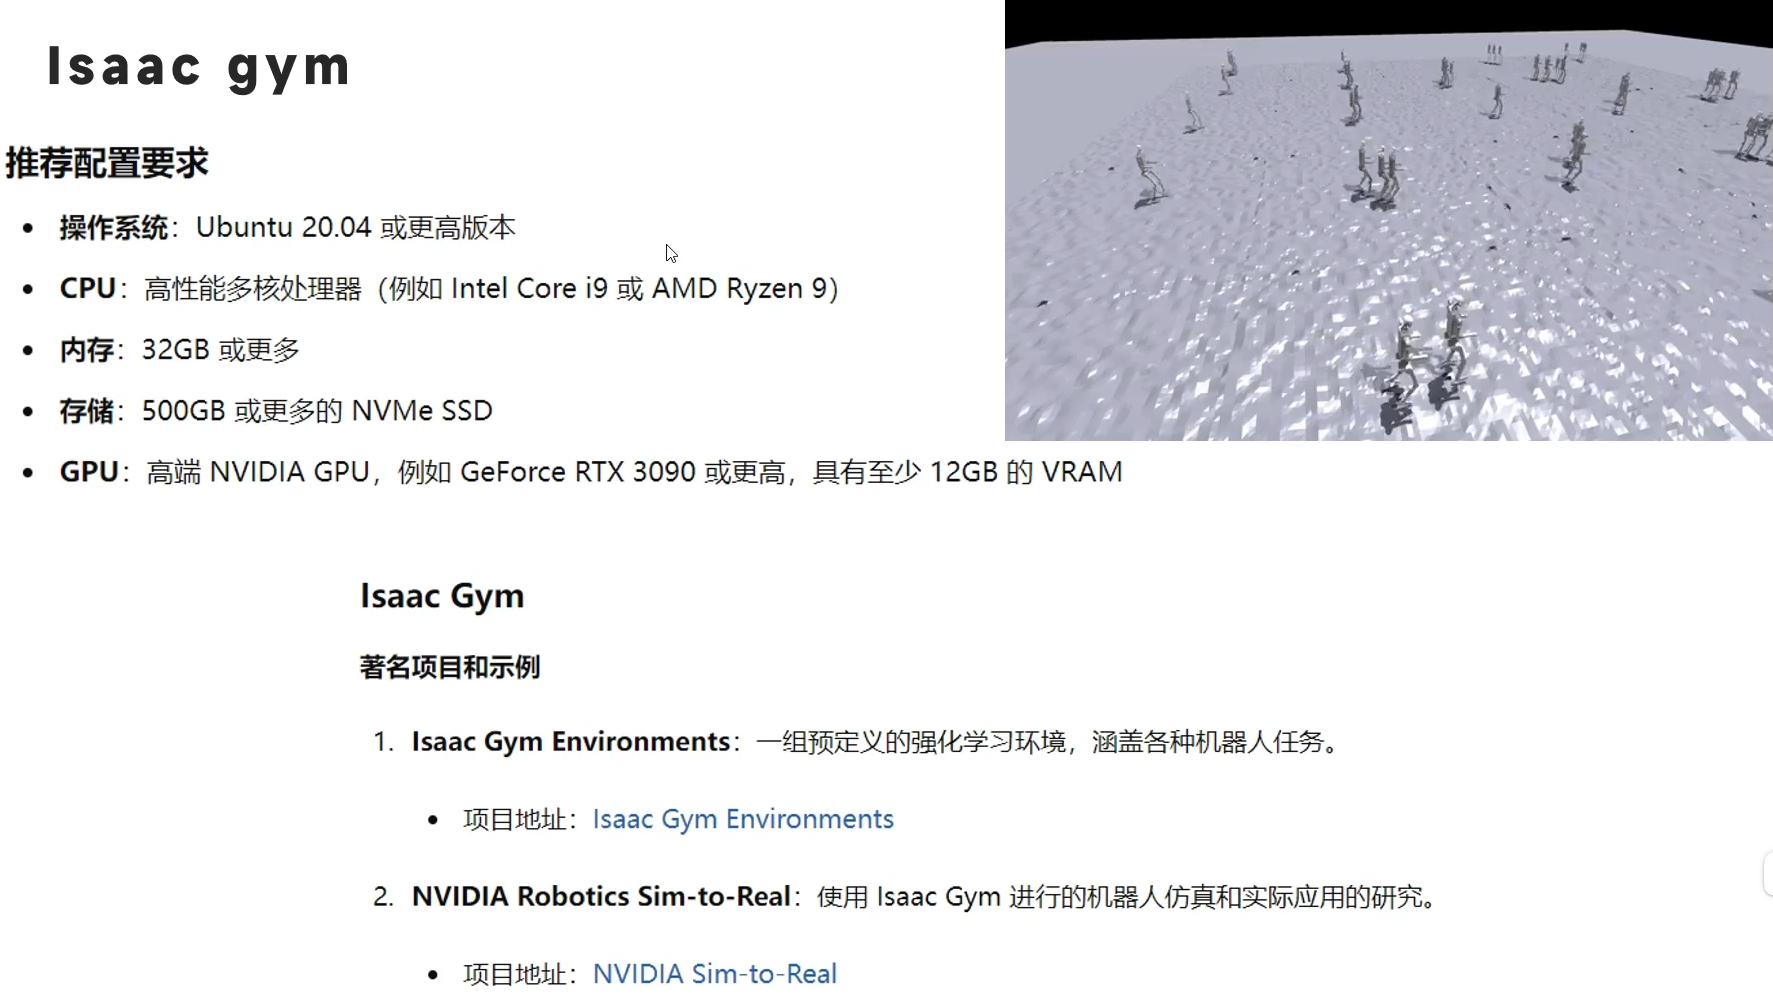 Isaac gym
推荐配置要求
• 操作系统：Ubuntu 20.04 或更高版本
• CPU：高性能多核处理器（例如 Intel Core i9 或 AMD Ryzen 9）
• 内存：32GB 或更多
• 存储：500GB 或更多的 NVMe SSD
• GPU：高端 NVIDIA GPU，例如 GeForce RTX 3090 或更高，具有至少 12GB 的 VRAM
Isaac Gym
著名项目和示例
1. Isaac Gym Environments：一组预定义的强化学习环境，涵盖各种机器人任务。
• 项目地址：Isaac Gym Environments
2. NVIDIA Robotics Sim-to-Real：使用 Isaac Gym 进行的机器人仿真和实际应用的研究。
• 项目地址：NVIDIA Sim-to-Real